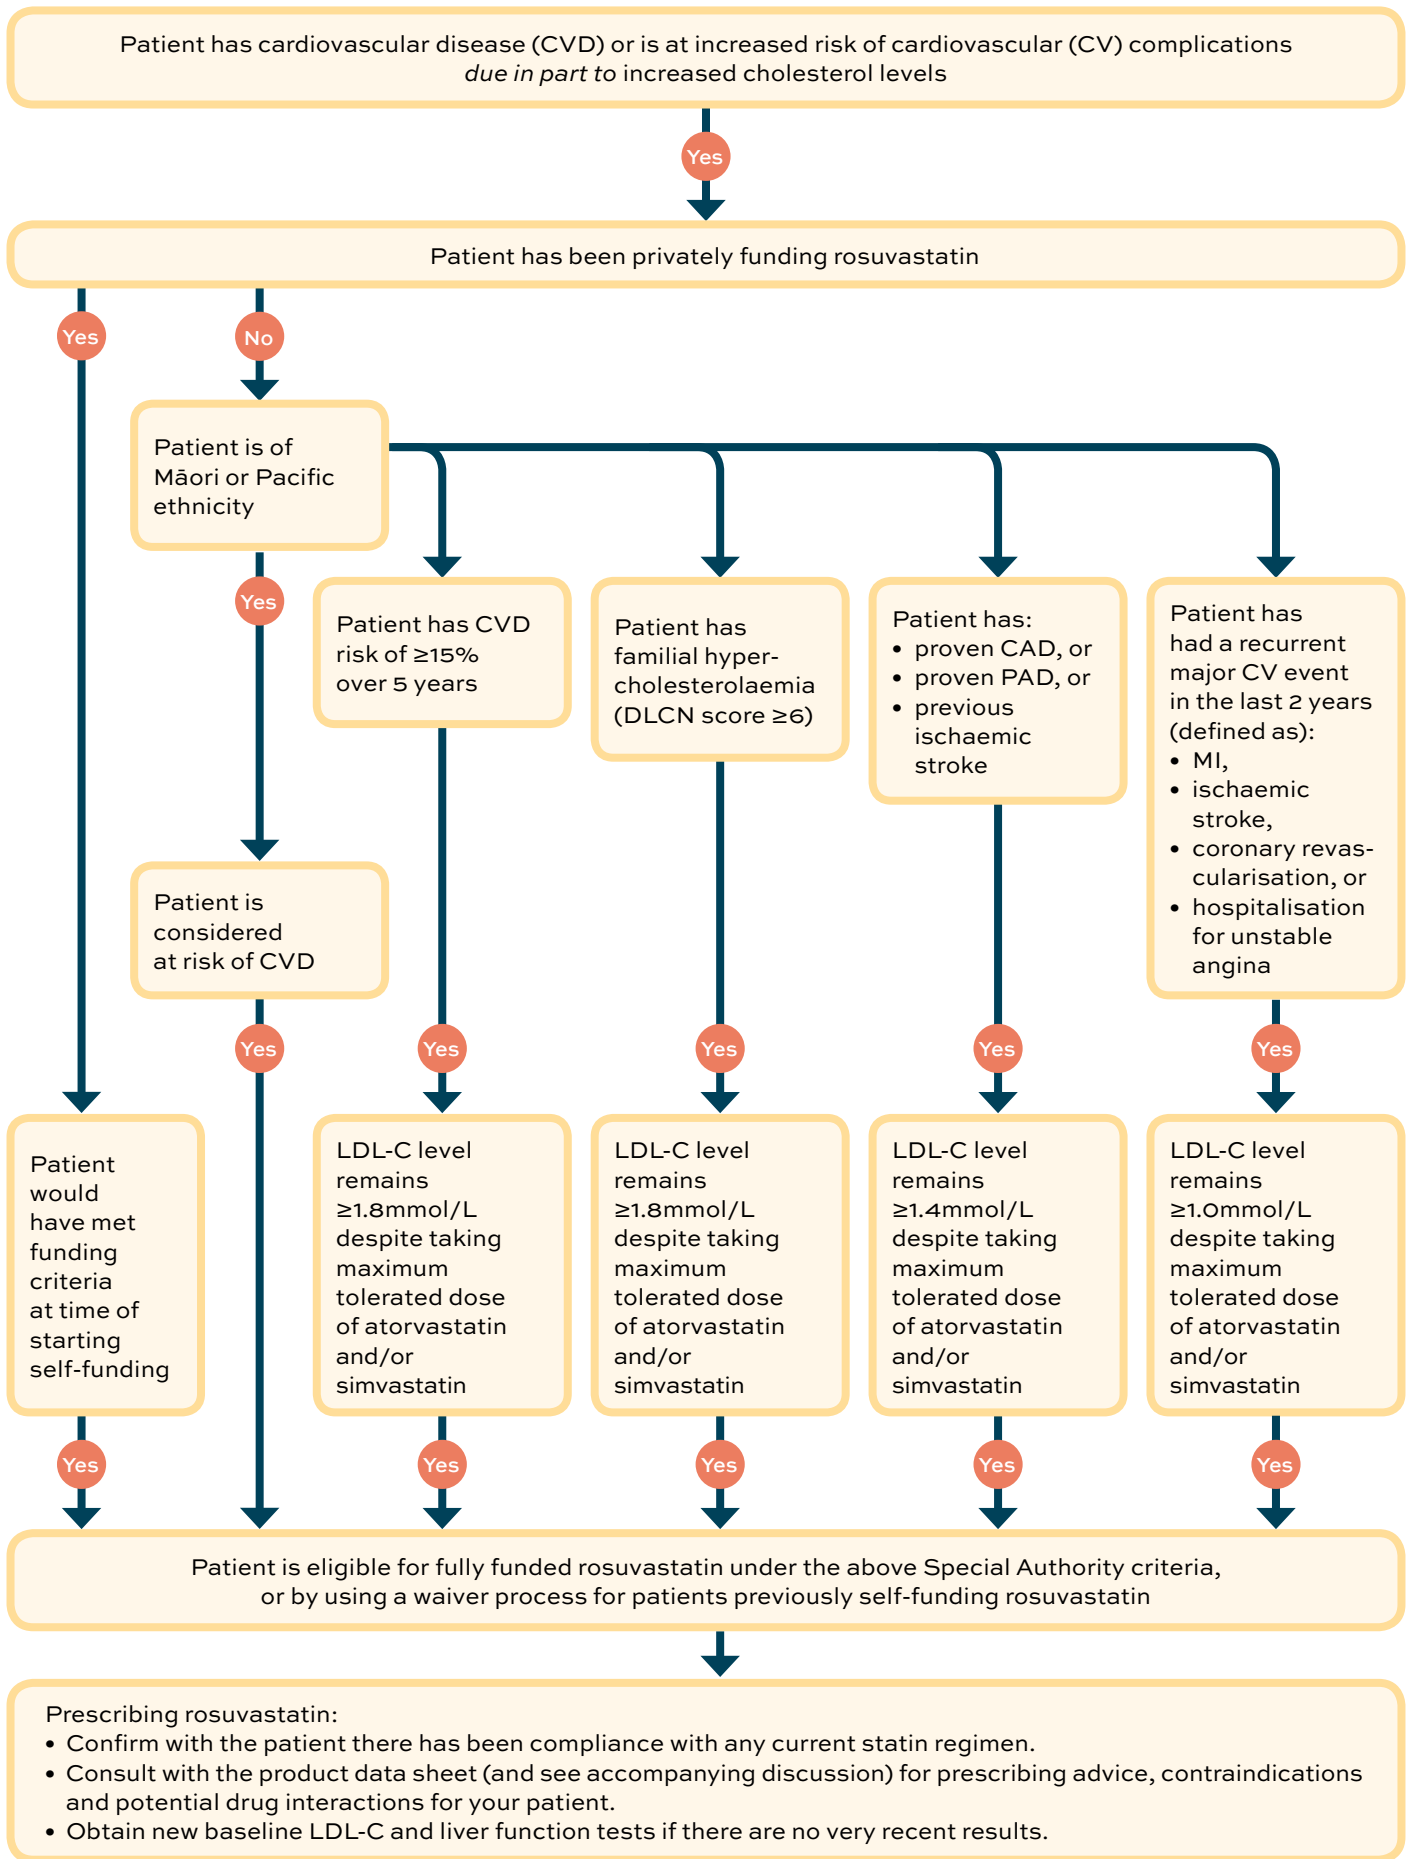 Patient has cardiovascular disease (CVD) or is at increased risk of cardiovascular (CV) complications
due in part to increased cholesterol levels
Yes
Patient has been privately funding rosuvastatin
Yes
No
Patient is of
Māori or Pacific
ethnicity
Yes
Patient has CVD
risk of ≥15%
over 5 years
Patient has
familial hyper-
cholesterolaemia
(DLCN score ≥6)
Patient has:
• proven CAD, or
• proven PAD, or
• previous
ischaemic
stroke
Patient has
had a recurrent
major CV event
in the last 2 years
(defined as):
• MI,
• ischaemic
stroke,
• coronary revas-
cularisation, or
• hospitalisation
for unstable
angina
Patient is
considered
at risk of CVD
Yes
Yes
Yes
Yes
Yes
Patient
would
have met
funding
criteria
at time of
starting
self-funding
LDL-C level
remains
≥1.8mmol/L
despite taking
maximum
tolerated dose
of atorvastatin
and/or
simvastatin
LDL-C level
remains
≥1.8mmol/L
despite taking
maximum
tolerated dose
of atorvastatin
and/or
simvastatin
LDL-C level
remains
≥1.4mmol/L
despite taking
maximum
tolerated dose
of atorvastatin
and/or
simvastatin
LDL-C level
remains
≥1.0mmol/L
despite taking
maximum
tolerated dose
of atorvastatin
and/or
simvastatin
Yes
Yes
Yes
Yes
Yes
Patient is eligible for fully funded rosuvastatin under the above Special Authority criteria,
or by using a waiver process for patients previously self-funding rosuvastatin
Prescribing rosuvastatin:
• Confirm with the patient there has been compliance with any current statin regimen.
• Consult with the product data sheet (and see accompanying discussion) for prescribing advice, contraindications
and potential drug interactions for your patient.
• Obtain new baseline LDL-C and liver function tests if there are no very recent results.